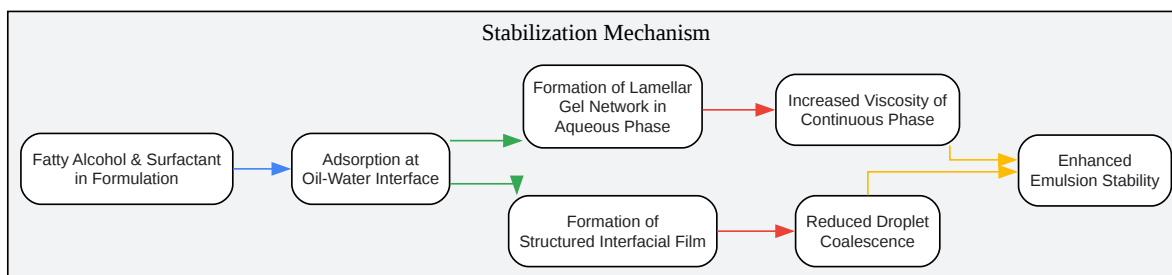 Stabilization Mechanism
Fatty Alcohol & Surfactant
in Formulation
Adsorption at
Oil-Water Interface
Formation of Lamellar
Gel Network in
Aqueous Phase
Increased Viscosity of
Continuous Phase
Formation of
Structured Interfacial Film
Reduced Droplet
Coalescence
Enhanced
Emulsion Stability